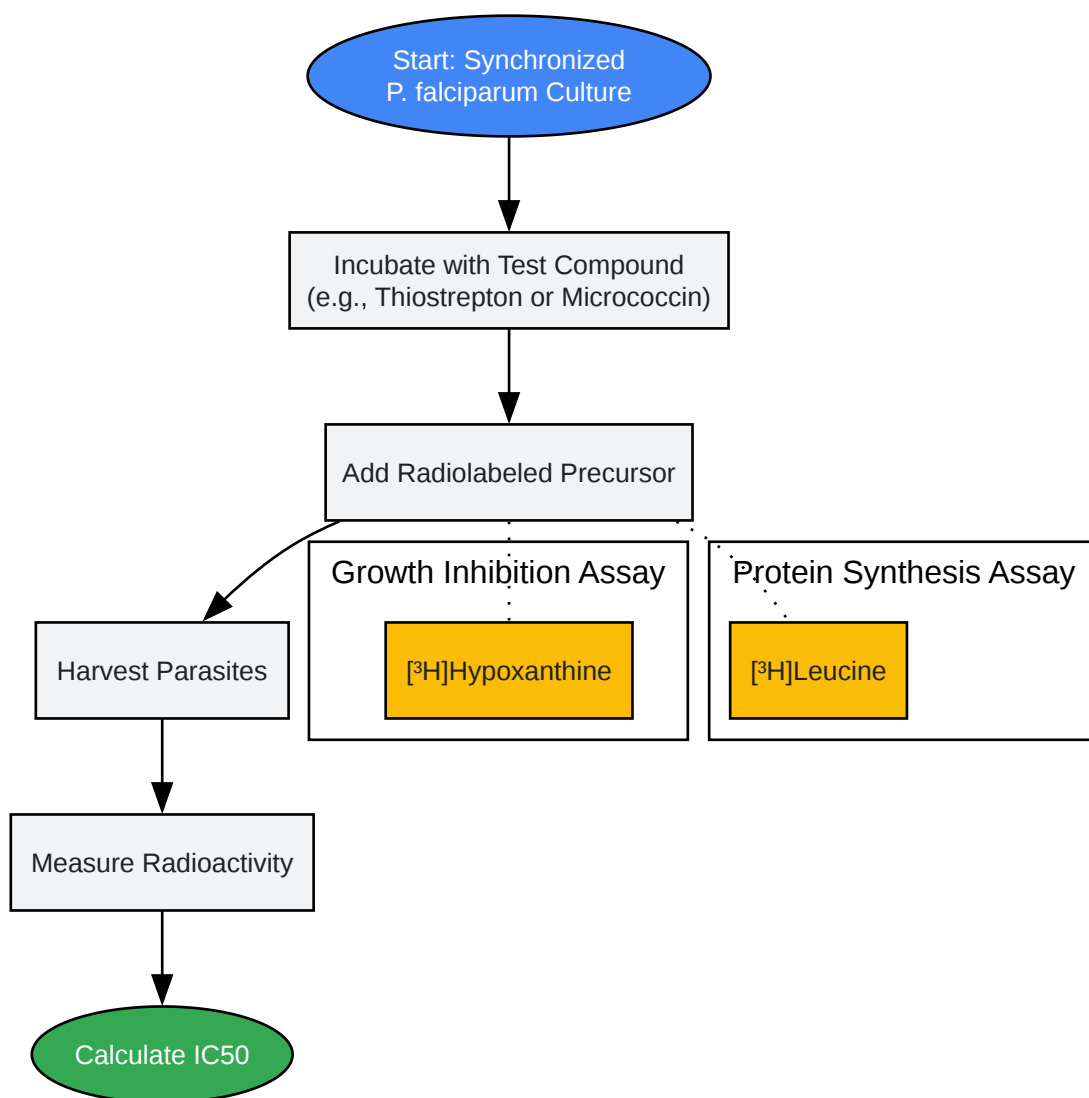 Start: Synchronized
P. falciparum Culture
Incubate with Test Compound
(e.g., Thiostrepton or Micrococcin)
Add Radiolabeled Precursor
Growth Inhibition Assay
Protein Synthesis Assay
Harvest Parasites
[³H]Hypoxanthine
[³H]Leucine
Measure Radioactivity
Calculate IC50